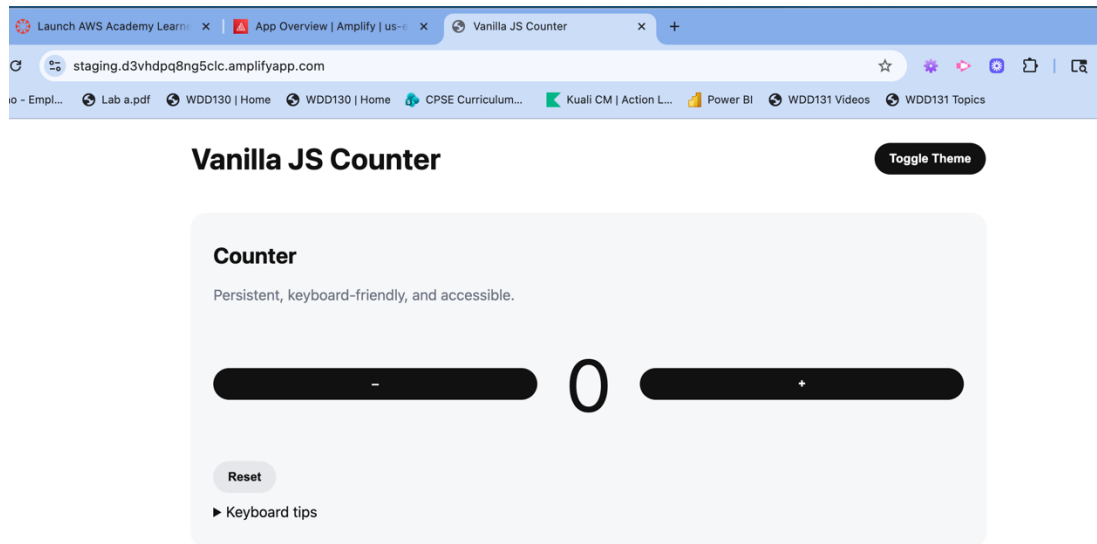 Launch AWS Academy Learne
App Overview | Amplify | us-e
Vanilla JS Counter
staging.d3vhdpq8ng5clc.amplifyapp.com
o - Empl...
Lab a.pdf
WDD130 | Home
WDD130 | Home
CPSE Curriculum...
Kuali CM | Action L...
Power BI
WDD131 Videos
WDD131 Topics
Vanilla JS Counter
Toggle Theme
Counter
Persistent, keyboard-friendly, and accessible.
− 0 +
Reset
Keyboard tips